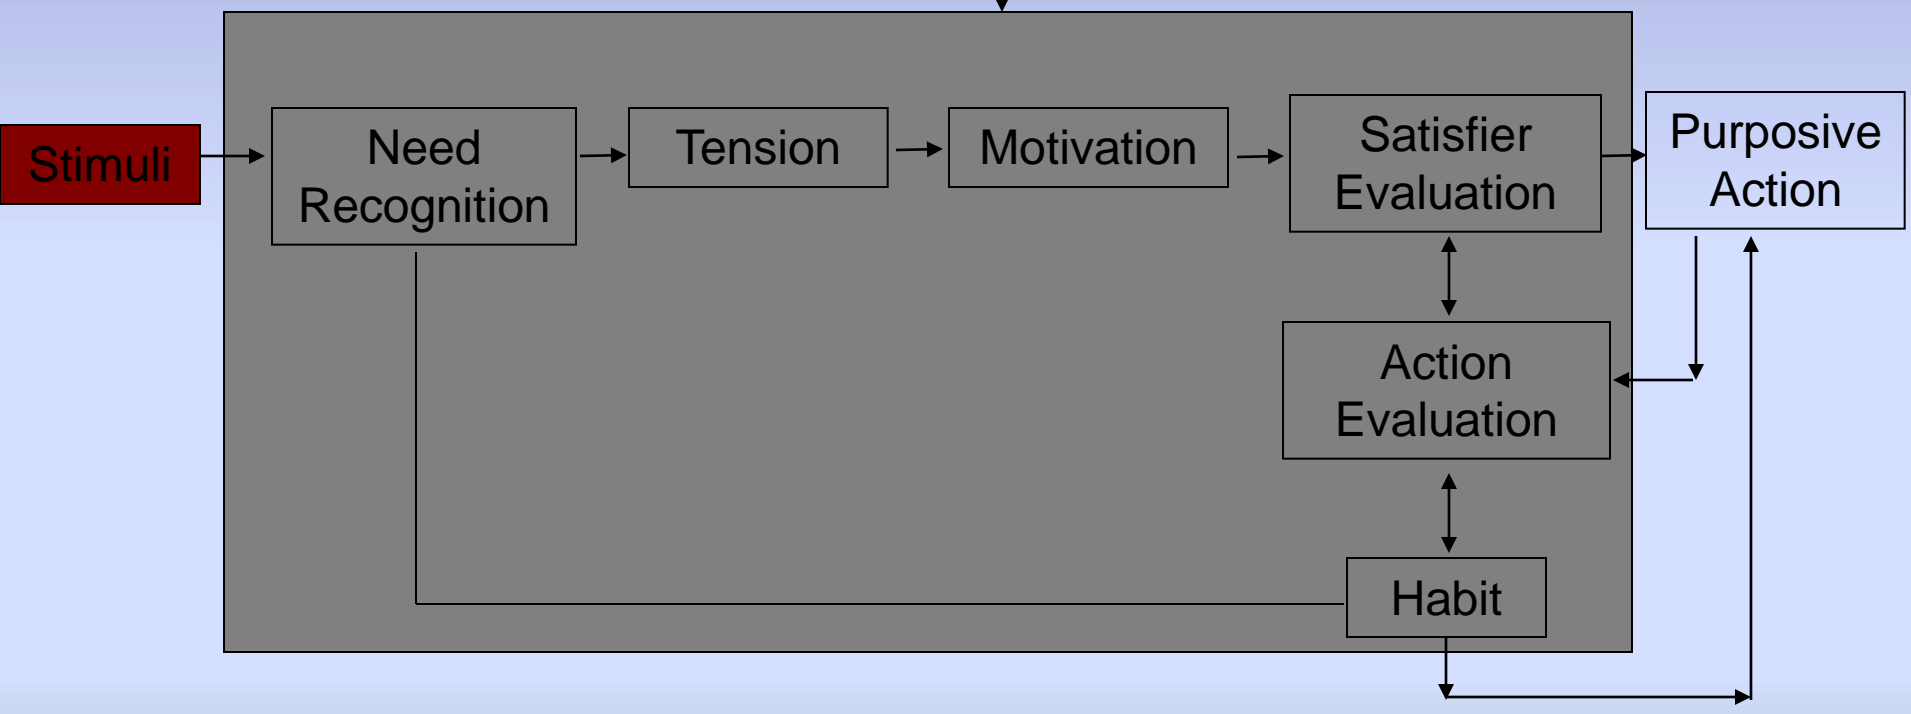 Stimuli
Need
Recognition
Tension
Motivation
Satisfier
Evaluation
Purposive
Action
Action
Evaluation
Habit